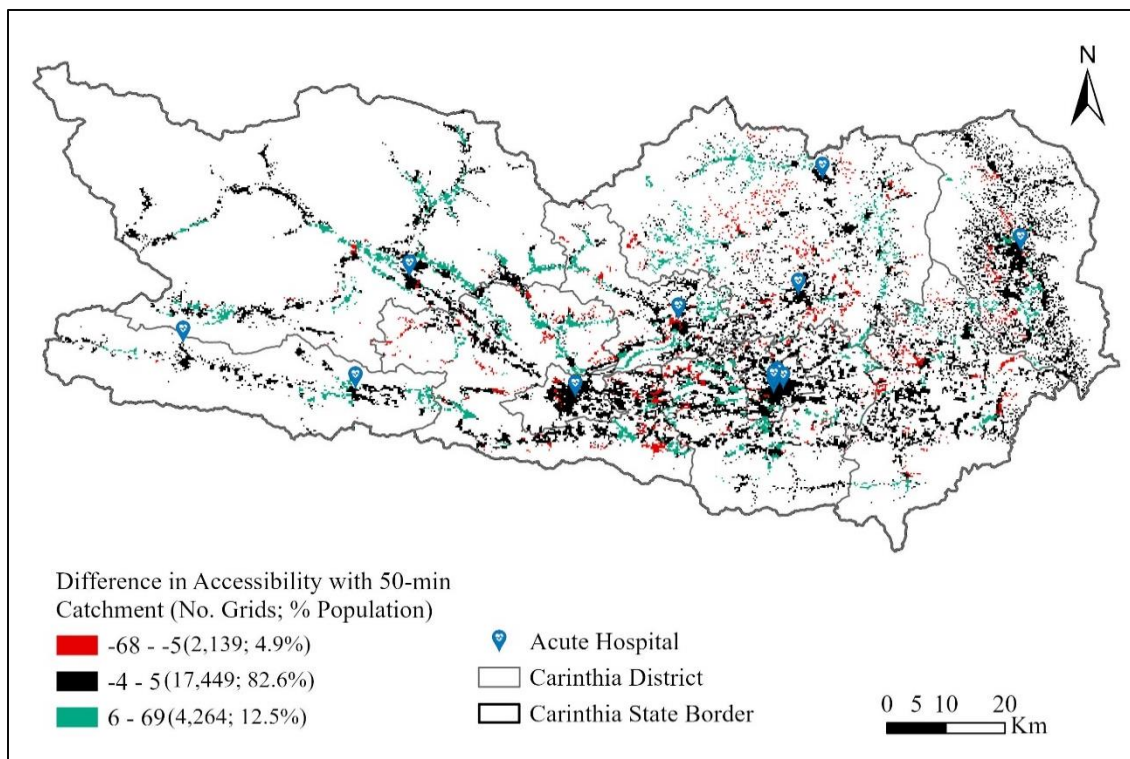 N
Difference in Accessibility with 50-min
Catchment (No. Grids; % Population)
-68 - -5(2,139; 4.9%)
-4 - 5(17,449; 82.6%)
6 - 69(4,264; 12.5%)
Acute Hospital
Carinthia District
Carinthia State Border
0 5 10 20
Km